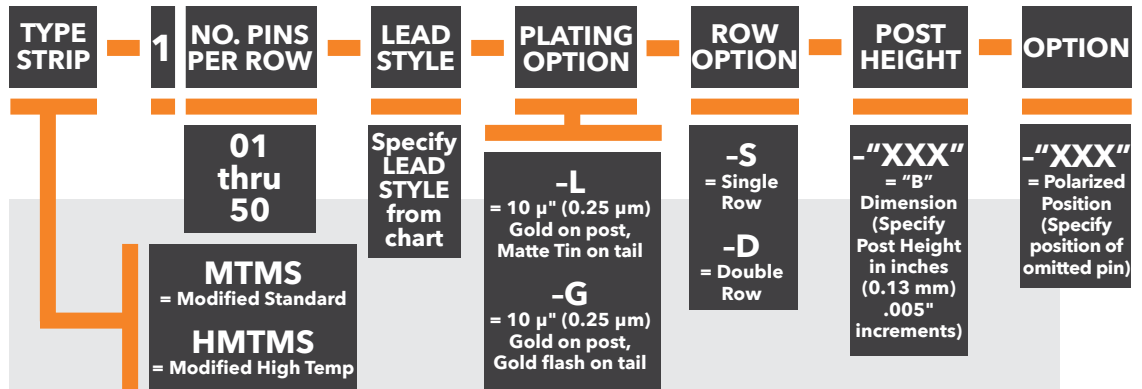 TYPE
STRIP
1
NO. PINS
PER ROW
LEAD
STYLE
PLATING
OPTION
ROW
OPTION
POST
HEIGHT
OPTION
01
thru
50
Specify
LEAD
STYLE
from
chart
–L
= 10 µ" (0.25 µm)
Gold on post,
Matte Tin on tail
–G
= 10 µ" (0.25 µm)
Gold on post,
Gold flash on tail
–S
= Single
Row
–D
= Double
Row
–“XXX”
= “B”
Dimension
(Specify
Post Height
in inches
(0.13 mm)
.005"
increments)
–“XXX”
= Polarized
Position
(Specify
position of
omitted pin)
MTMS
= Modified Standard
HMTMS
= Modified High Temp